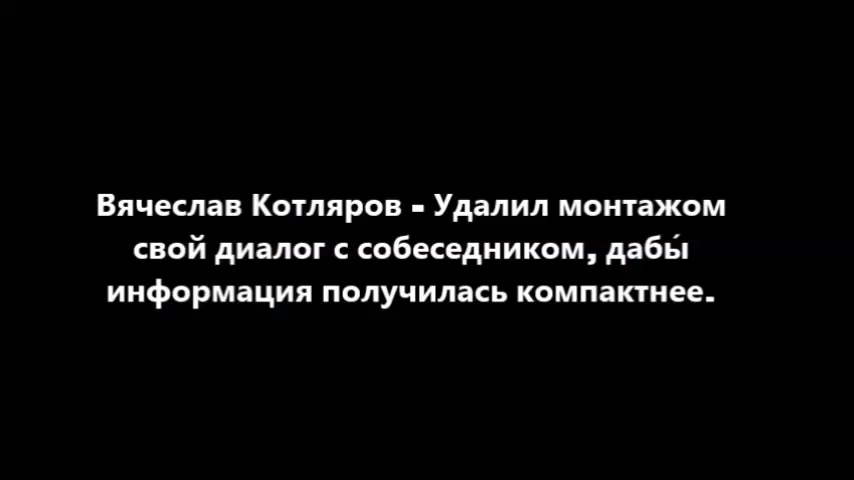 Вячеслав Котляров - Удалил монтажом
свой диалог с собеседником, дабы́
информация получилась компактнее.